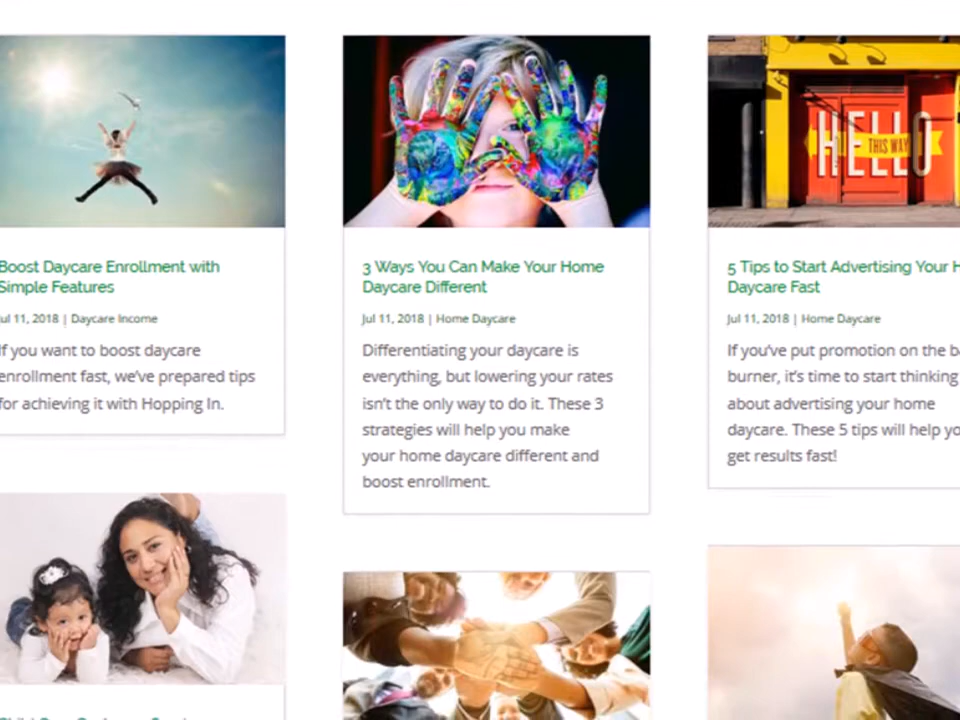 HELLO
THIS WAY
Boost Daycare Enrollment with
Simple Features
Jul 11, 2018 | Daycare Income
If you want to boost daycare
enrollment fast, we've prepared tips
for achieving it with Hopping In.
3 Ways You Can Make Your Home
Daycare Different
Jul 11, 2018 | Home Daycare
Differentiating your daycare is
everything, but lowering your rates
isn't the only way to do it. These 3
strategies will help you make
your home daycare different and
boost enrollment.
5 Tips to Start Advertising Your
Daycare Fast
Jul 11, 2018 | Home Daycare
If you've put promotion on the
burner, it's time to start thinking
about advertising your home
daycare. These 5 tips will help
get results fast!